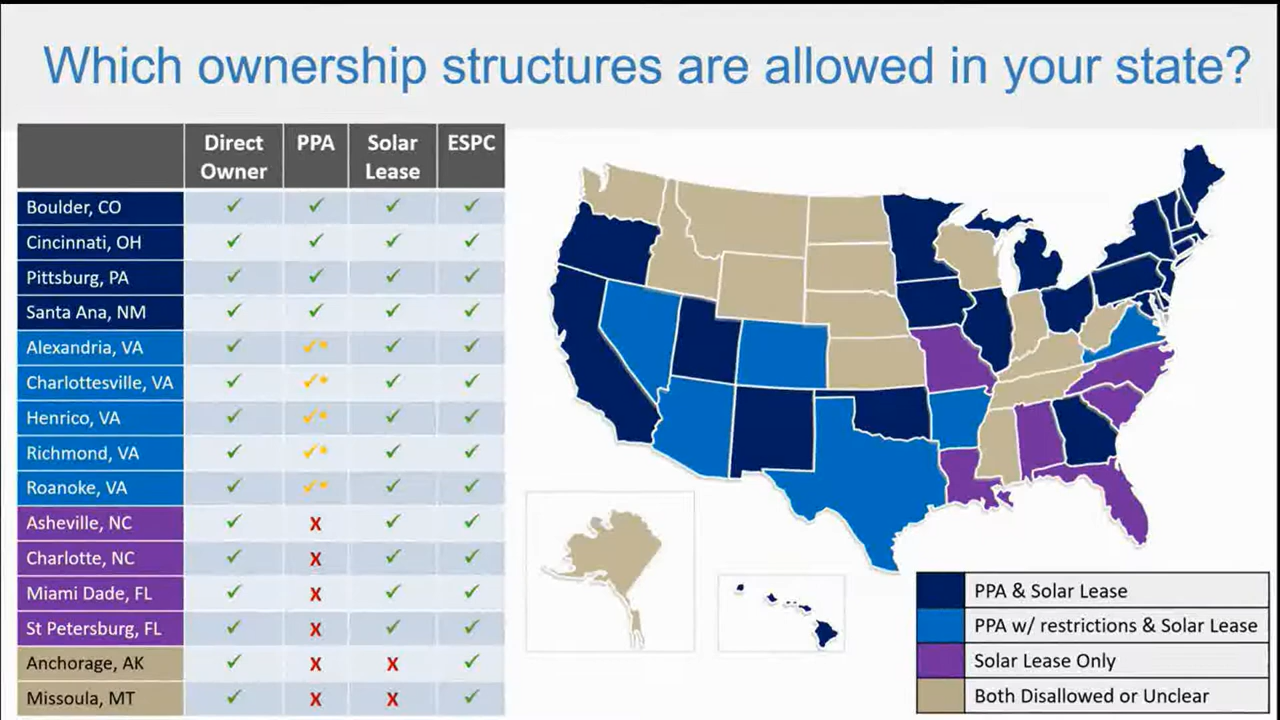 Which ownership structures are allowed in your state?
Direct Owner PPA Solar Lease ESPC
Boulder, CO ✓ ✓ ✓ ✓
Cincinnati, OH ✓ ✓ ✓ ✓
Pittsburg, PA ✓ ✓ ✓ ✓
Santa Ana, NM ✓ ✓ ✓ ✓
Alexandria, VA ✓ ✓* ✓ ✓
Charlottesville, VA ✓ ✓* ✓ ✓
Henrico, VA ✓ ✓* ✓ ✓
Richmond, VA ✓ ✓* ✓ ✓
Roanoke, VA ✓ ✓* ✓ ✓
Asheville, NC ✓ X ✓ ✓
Charlotte, NC ✓ X ✓ ✓
Miami Dade, FL ✓ X ✓ ✓
St Petersburg, FL ✓ X ✓ ✓
Anchorage, AK ✓ X X ✓
Missoula, MT ✓ X X ✓
PPA & Solar Lease
PPA w/ restrictions & Solar Lease
Solar Lease Only
Both Disallowed or Unclear